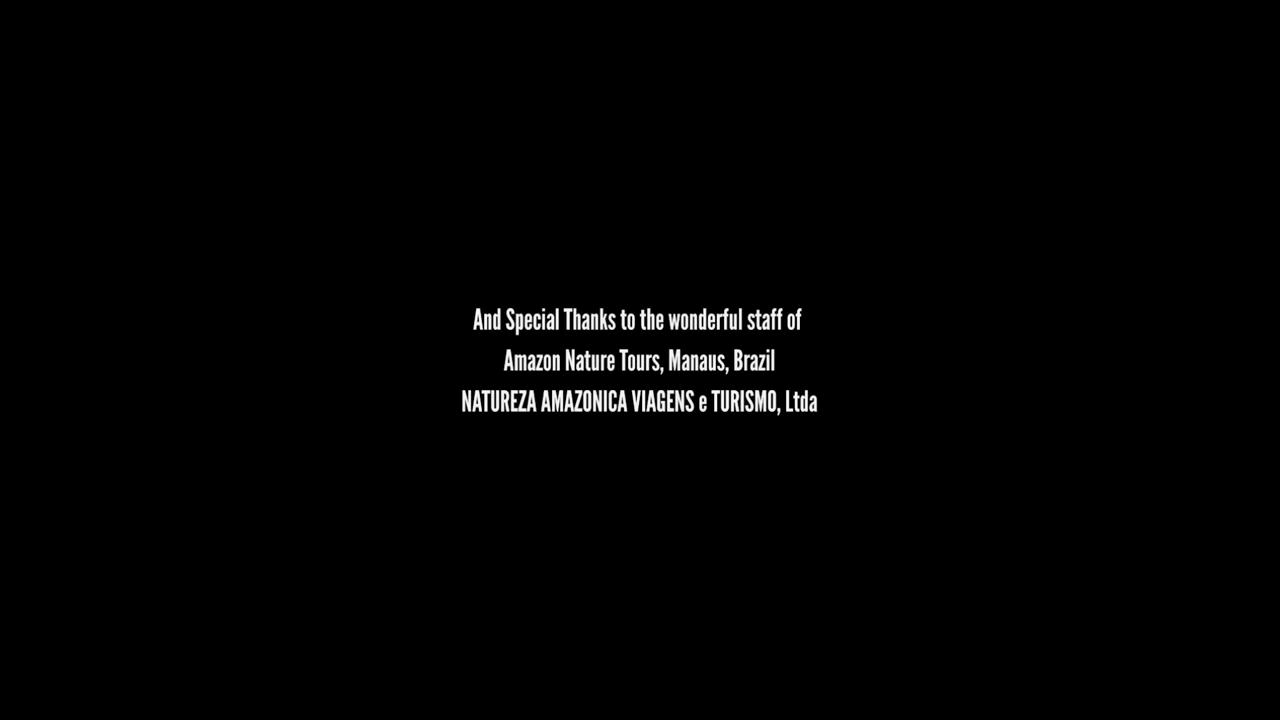 And Special Thanks to the wonderful staff of
Amazon Nature Tours, Manaus, Brazil
NATUREZA AMAZONICA VIAGENS e TURISMO, Ltda